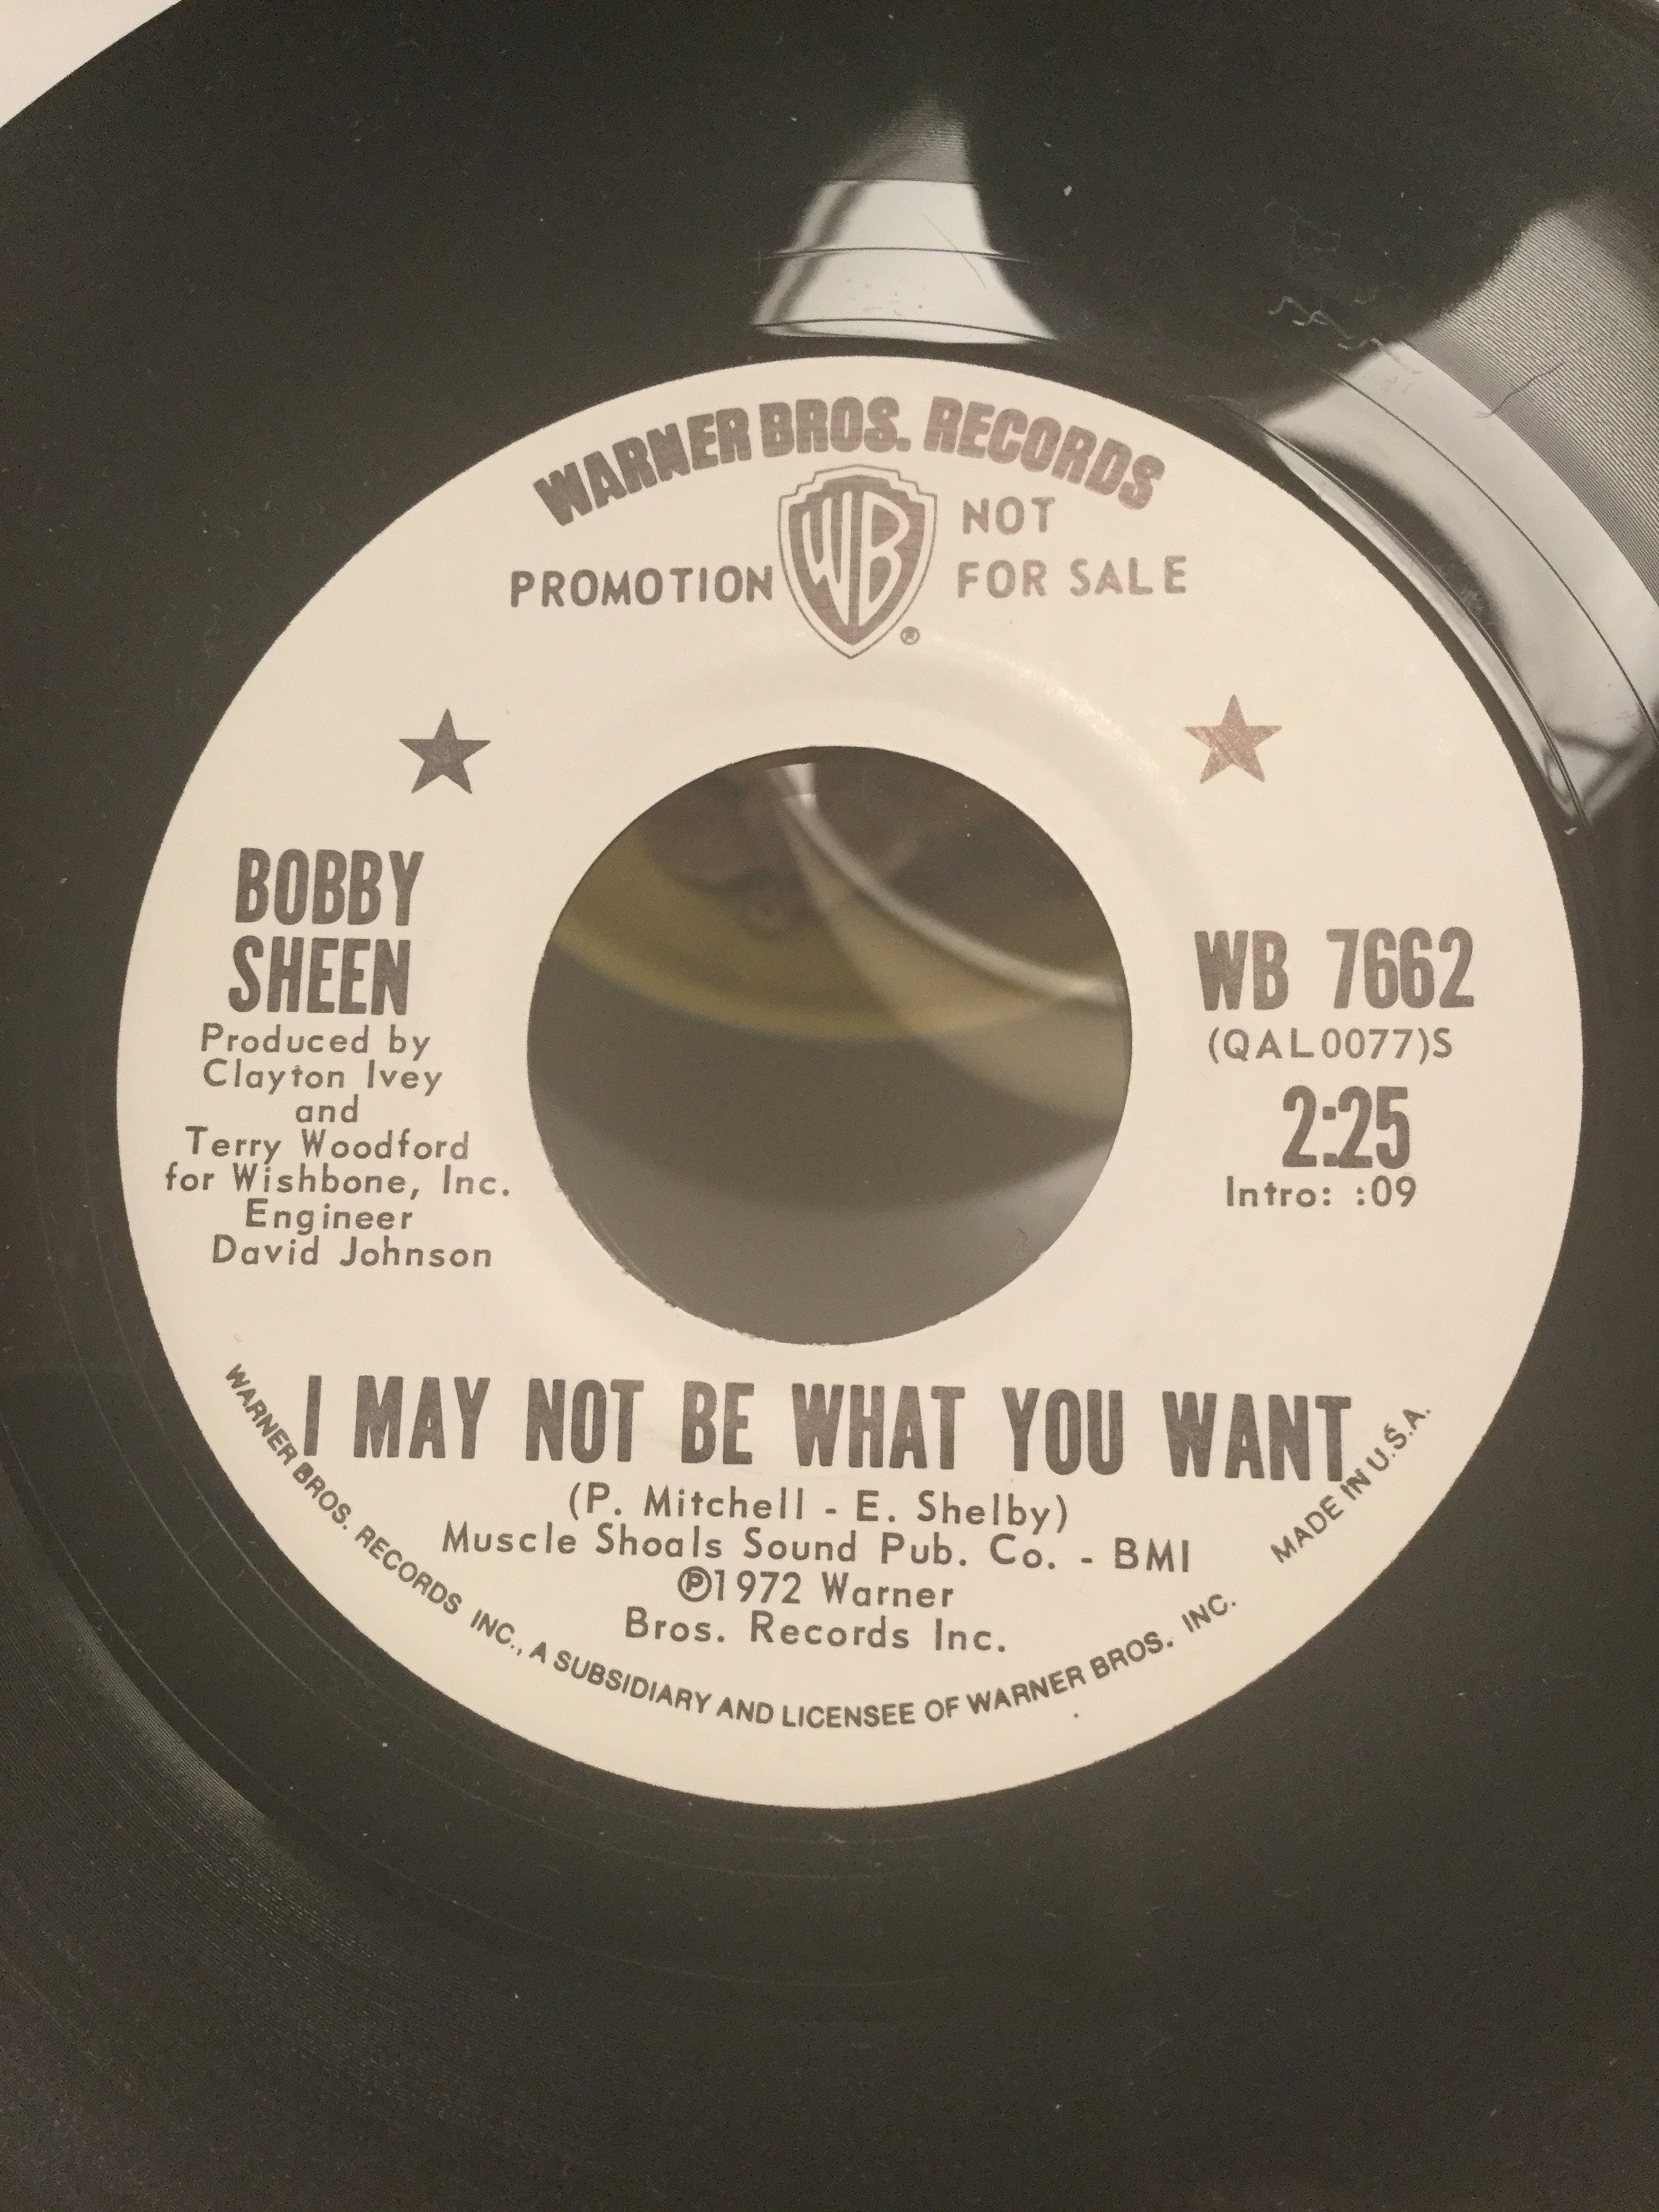 WARNER BROS. RECORDS
WB
®
PROMOTION
NOT
FOR SALE
BOBBY
SHEEN
Produced by
Clayton Ivey
and
Terry Woodford
for Wishbone, Inc.
Engineer
David Johnson
WB 7662
(QAL0077)S
2:25
Intro: :09
I MAY NOT BE WHAT YOU WANT
(P. Mitchell - E. Shelby)
Muscle Shoals Sound Pub. Co. - BMI
℗1972 Warner
Bros. Records Inc.
WARNER BROS. RECORDS INC., A SUBSIDIARY AND LICENSEE OF WARNER BROS. INC. MADE IN U.S.A.